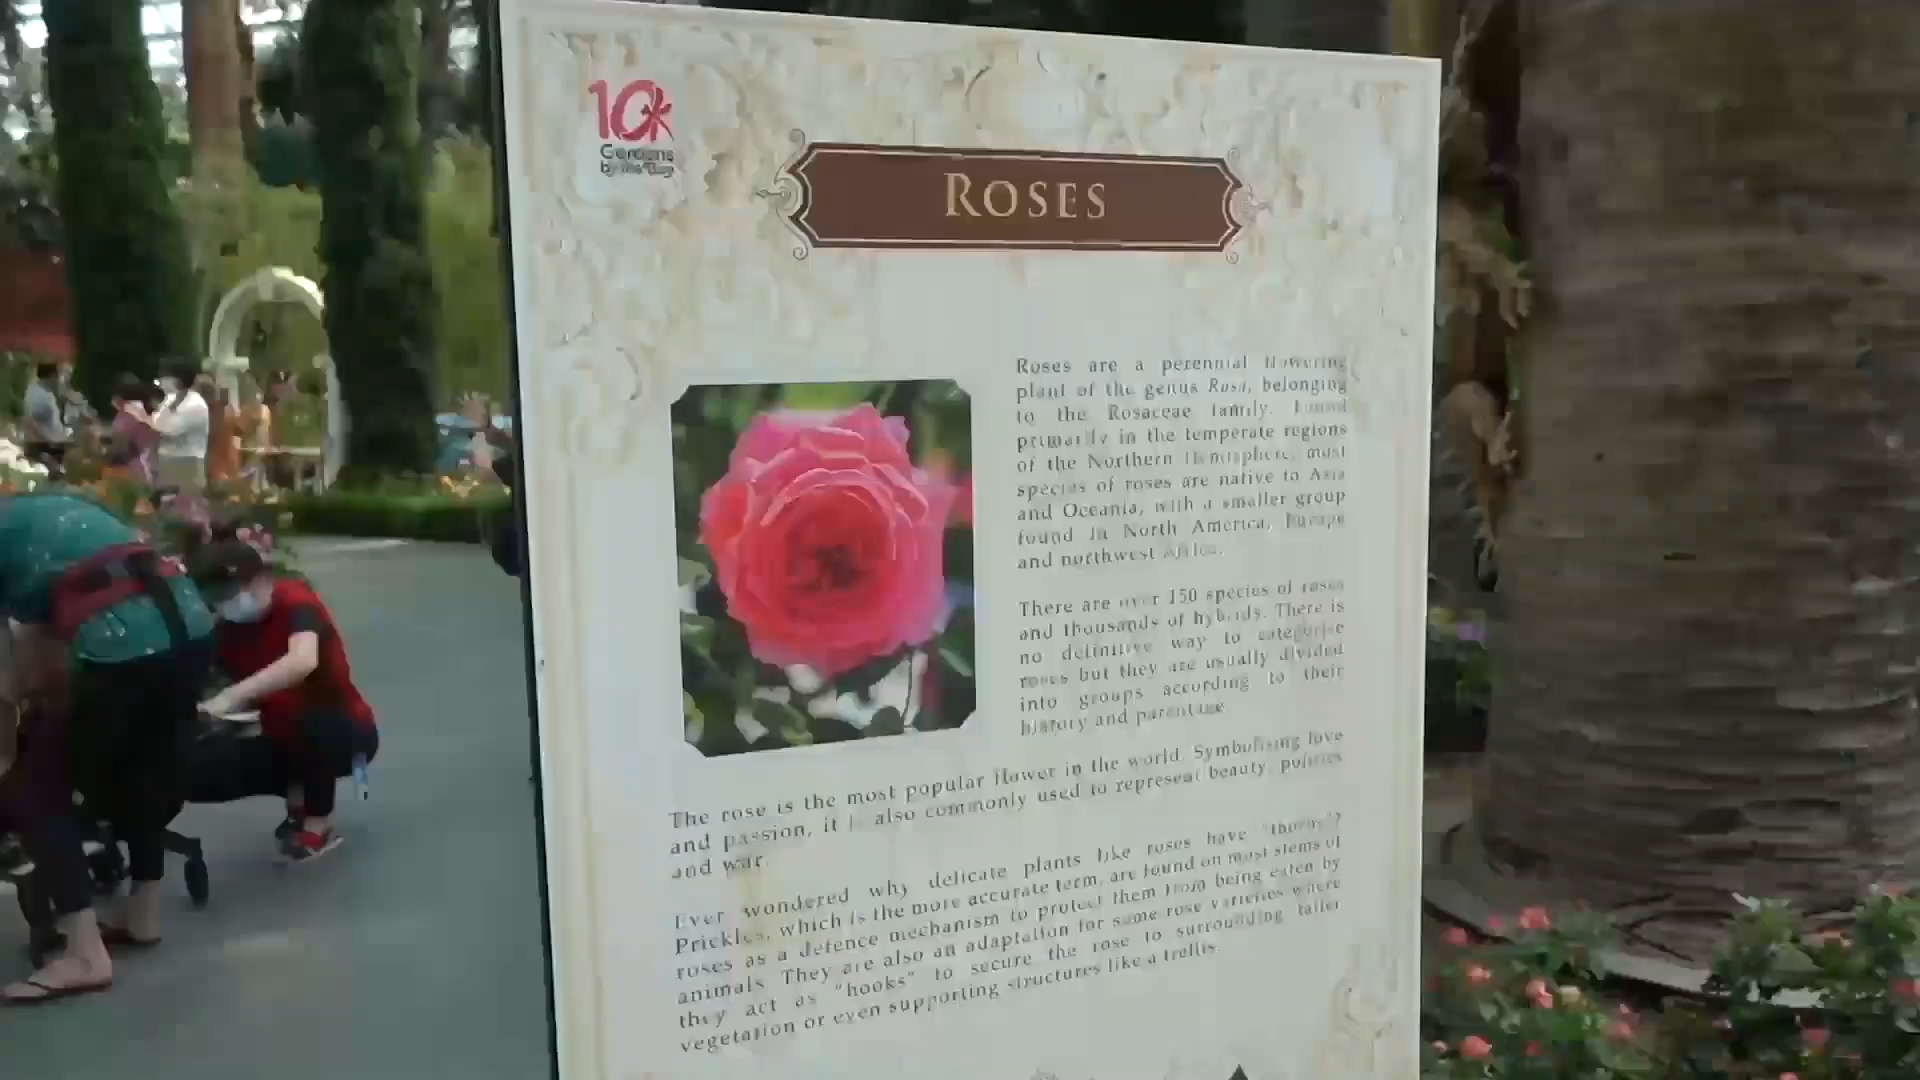 10
Gardens
by the Bay
ROSES
Roses are a perennial flowering
plant of the genus Rosa, belonging
to the Rosaceae family. Found
primarily in the temperate regions
of the Northern Hemisphere, most
species of roses are native to Asia
and Oceania, with a smaller group
found in North America, Europe
and northwest Africa.
There are over 150 species of roses
and thousands of hybrids. There is
no definitive way to categorise
roses but they are usually divided
into groups according to their
history and parentage.
The rose is the most popular flower in the world. Symbolising love
and passion, it is also commonly used to represent beauty, politics
and war.
Ever wondered why delicate plants like roses have "thorns"?
Prickles, which is the more accurate term, are found on most stems of
roses as a defence mechanism to protect them from being eaten by
animals. They are also an adaptation for some rose varieties where
they act as "hooks" to secure the rose to surrounding taller
vegetation or even supporting structures like a trellis.